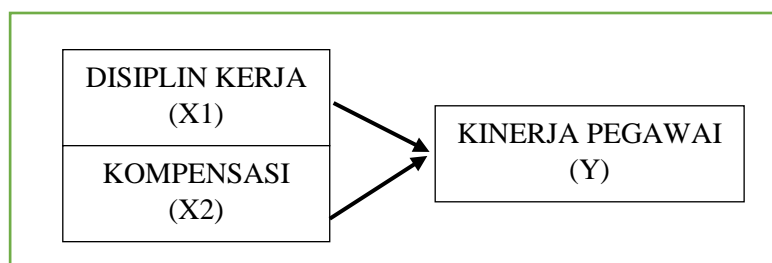 DISIPLIN KERJA
(X1)
KOMPENSASI
(X2)
KINERJA PEGAWAI
(Y)